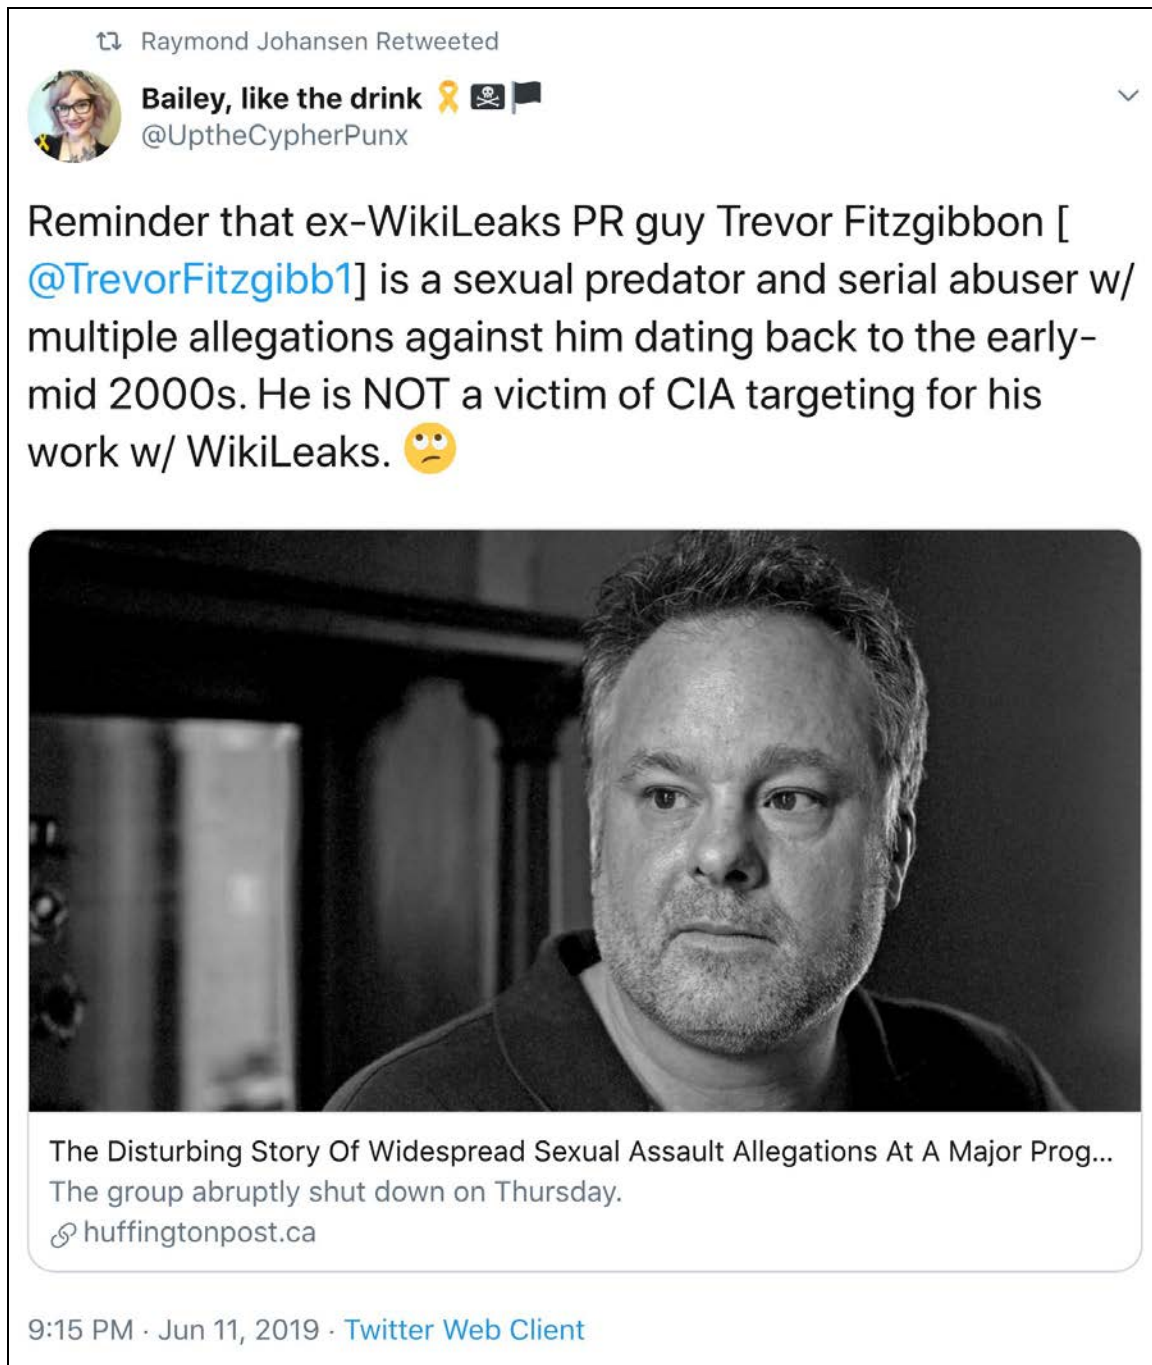 Raymond Johansen Retweeted
Bailey, like the drink 🎗️☠️🏴
@UptheCypherPunx
Reminder that ex-WikiLeaks PR guy Trevor Fitzgibbon [
@TrevorFitzgibb1] is a sexual predator and serial abuser w/
multiple allegations against him dating back to the early-
mid 2000s. He is NOT a victim of CIA targeting for his
work w/ WikiLeaks. 🙄
The Disturbing Story Of Widespread Sexual Assault Allegations At A Major Prog...
The group abruptly shut down on Thursday.
huffingtonpost.ca
9:15 PM · Jun 11, 2019 · Twitter Web Client